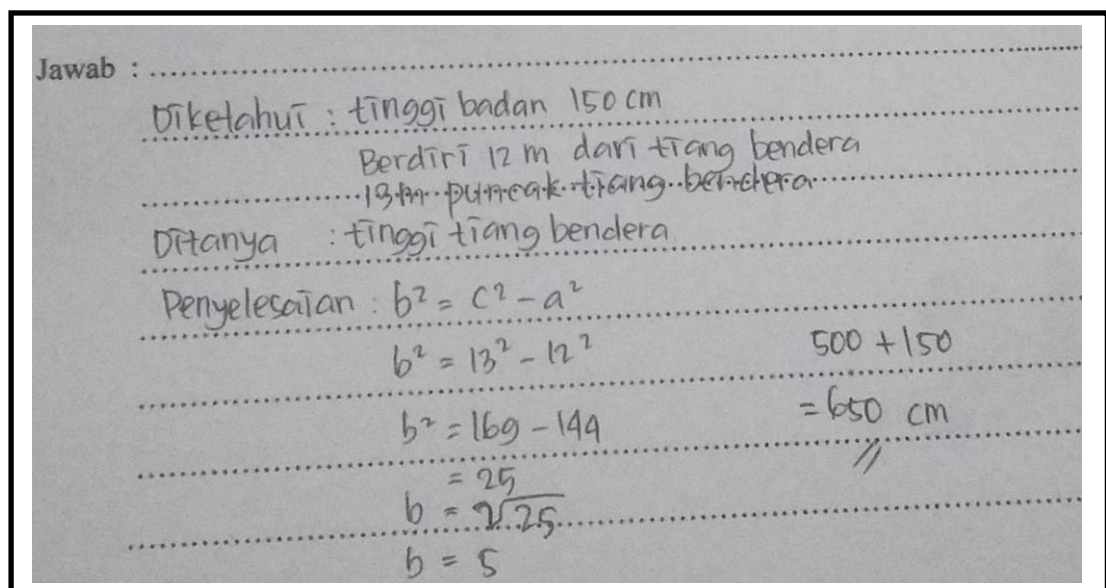 Jawab : ...........................................................
Diketahui : tinggi badan 150 cm
Berdiri 12 m dari tiang bendera
13 m puncak tiang bendera
Ditanya : tinggi tiang bendera
Penyelesaian : b² = c² - a²
b² = 13² - 12²
500 + 150
b² = 169 - 144
= 650 cm
= 25
b = √25
b = 5